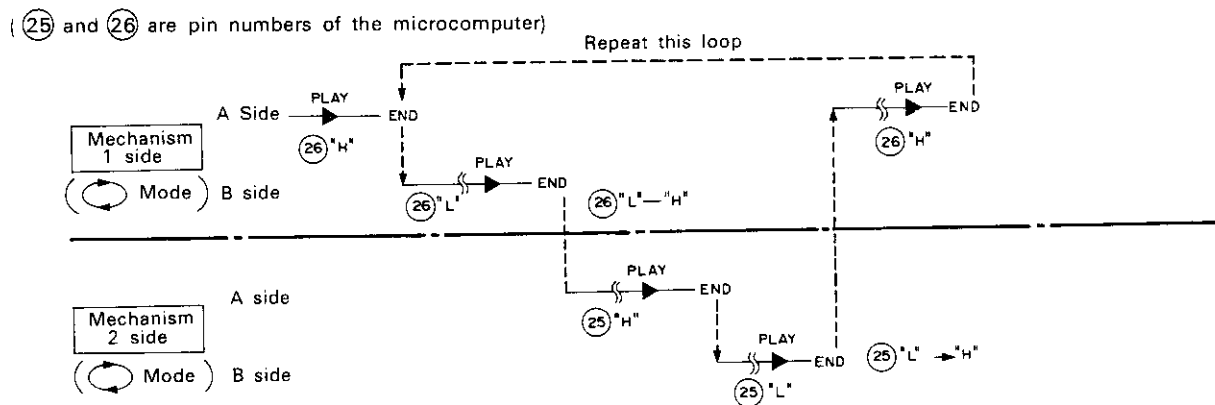 ( 25 and 26 are pin numbers of the microcomputer)
Repeat this loop
A Side
PLAY
END
PLAY
END
26 "H"
26 "H"
Mechanism
1 side
( Mode ) B side
PLAY
END
26 "L"
26 "L" — "H"
A side
PLAY
END
25 "H"
Mechanism
2 side
( Mode ) B side
PLAY
END
25 "L" → "H"
25 "L"